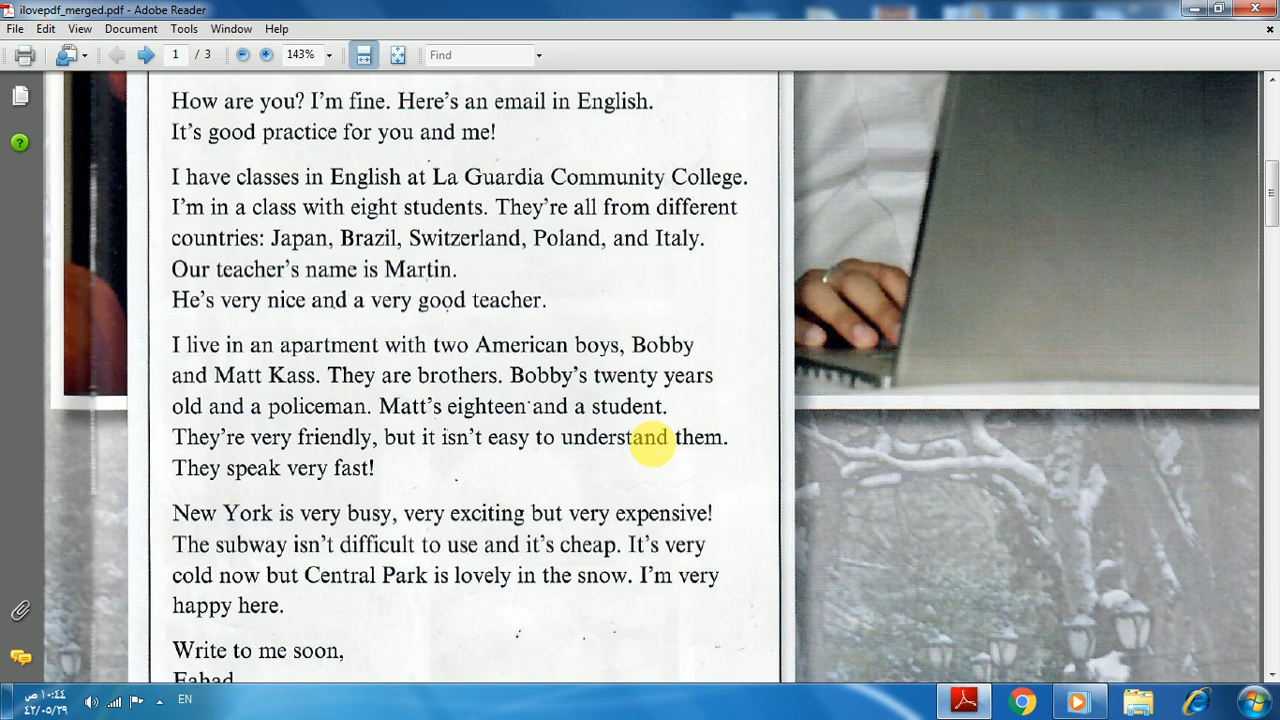 ilovepdf_merged.pdf - Adobe Reader
File Edit View Document Tools Window Help
1 / 3 143% Find
How are you? I'm fine. Here's an email in English.
It's good practice for you and me!
I have classes in English at La Guardia Community College.
I'm in a class with eight students. They're all from different
countries: Japan, Brazil, Switzerland, Poland, and Italy.
Our teacher's name is Martin.
He's very nice and a very good teacher.
I live in an apartment with two American boys, Bobby
and Matt Kass. They are brothers. Bobby's twenty years
old and a policeman. Matt's eighteen and a student.
They're very friendly, but it isn't easy to understand them.
They speak very fast!
New York is very busy, very exciting but very expensive!
The subway isn't difficult to use and it's cheap. It's very
cold now but Central Park is lovely in the snow. I'm very
happy here.
Write to me soon,
Fahad
١٠:٤٤ ص
٤٢/٠٥/٢٩
EN